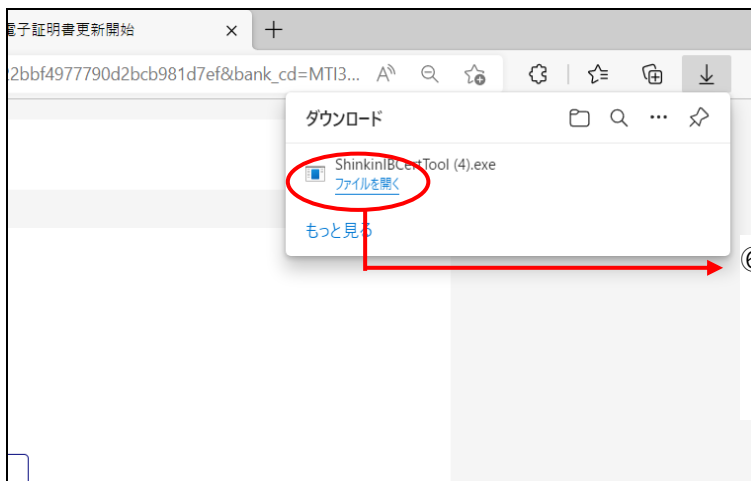 電子証明書更新開始
2bbf4977790d2bcb981d7ef&bank_cd=MTI3...
ダウンロード
ShinkinIBCertTool (4).exe
ファイルを開く
もっと見る
⑥